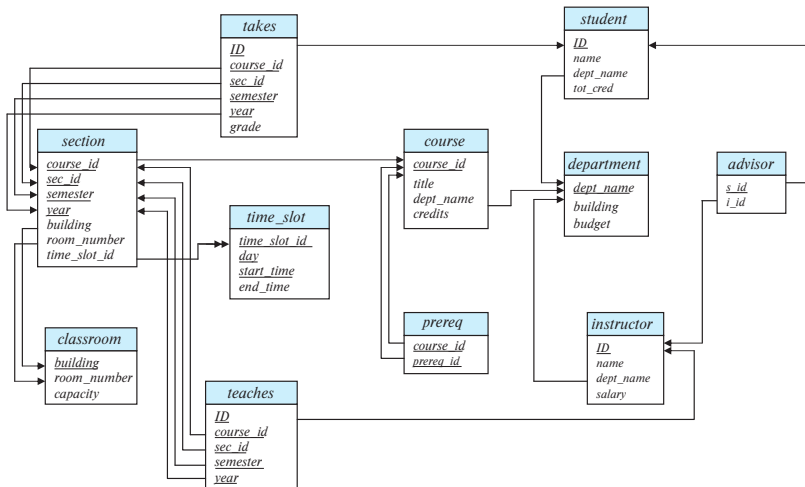 takes
ID
course_id
sec_id
semester
year
grade
student
ID
name
dept_name
tot_cred
section
course_id
sec_id
semester
year
building
room_number
time_slot_id
course
course_id
title
dept_name
credits
department
dept_name
building
budget
advisor
s_id
i_id
time_slot
time_slot_id
day
start_time
end_time
classroom
building
room_number
capacity
prereq
course_id
prereq_id
instructor
ID
name
dept_name
salary
teaches
ID
course_id
sec_id
semester
year